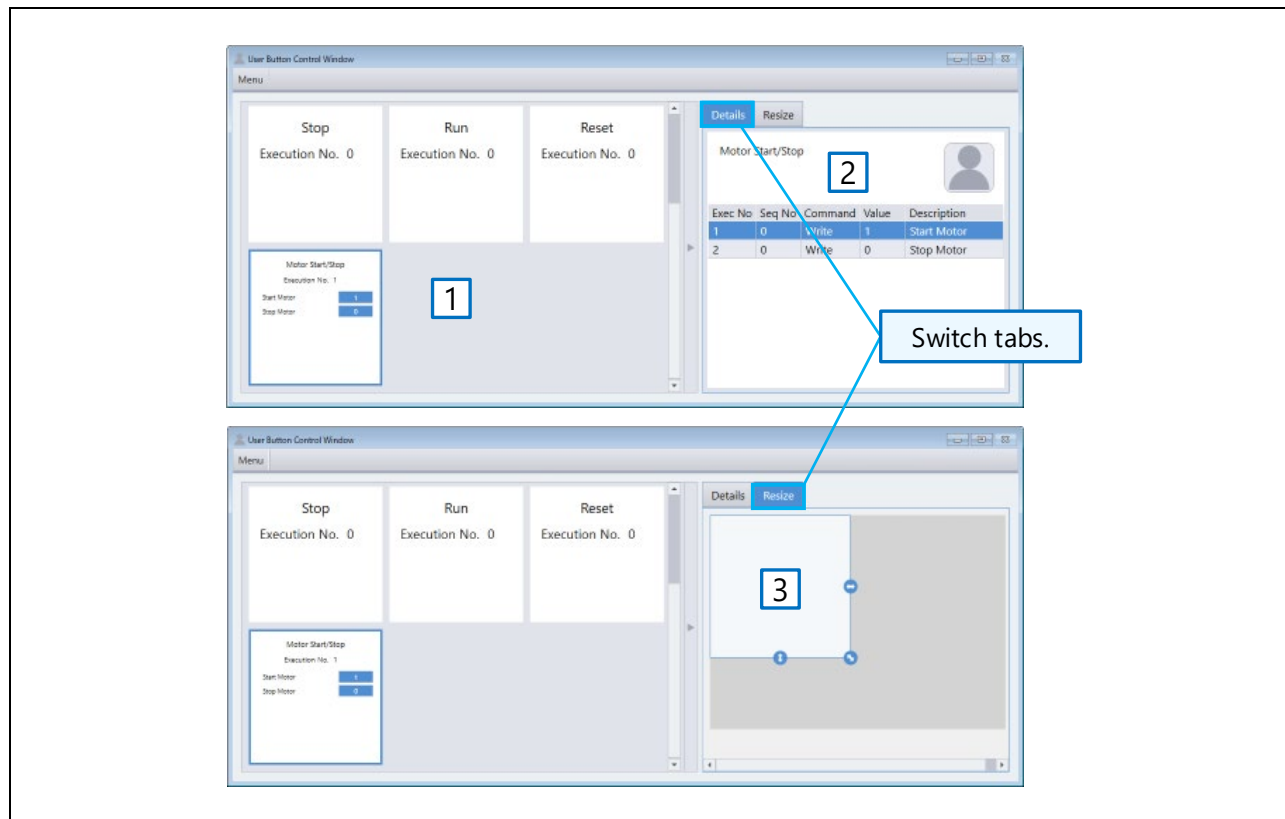 User Button Control Window
Menu
Stop
Execution No. 0
Run
Execution No. 0
Reset
Execution No. 0
Motor Start/Stop
Execution No. 1
Start Motor 1
Stop Motor 0
1
Details Resize
Motor Start/Stop
2
Exec No Seq No Command Value Description
1 0 Write 1 Start Motor
2 0 Write 0 Stop Motor
Switch tabs.
User Button Control Window
Menu
Stop
Execution No. 0
Run
Execution No. 0
Reset
Execution No. 0
Motor Start/Stop
Execution No. 1
Start Motor 1
Stop Motor 0
Details Resize
3